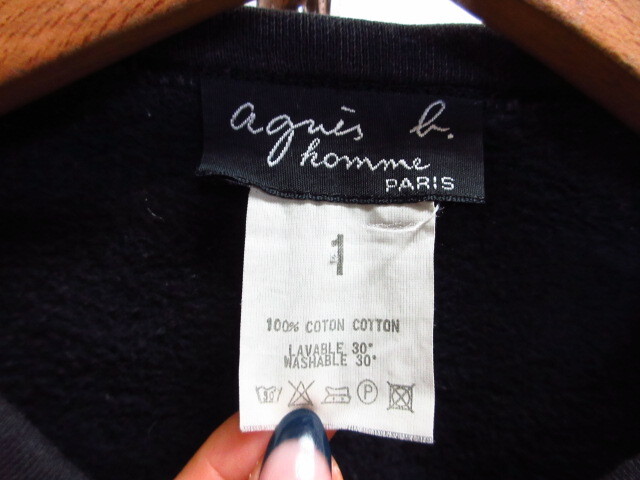 agnès b.
homme
PARIS
1
100% COTON COTTON
LAVABLE 30°
WASHABLE 30°
P